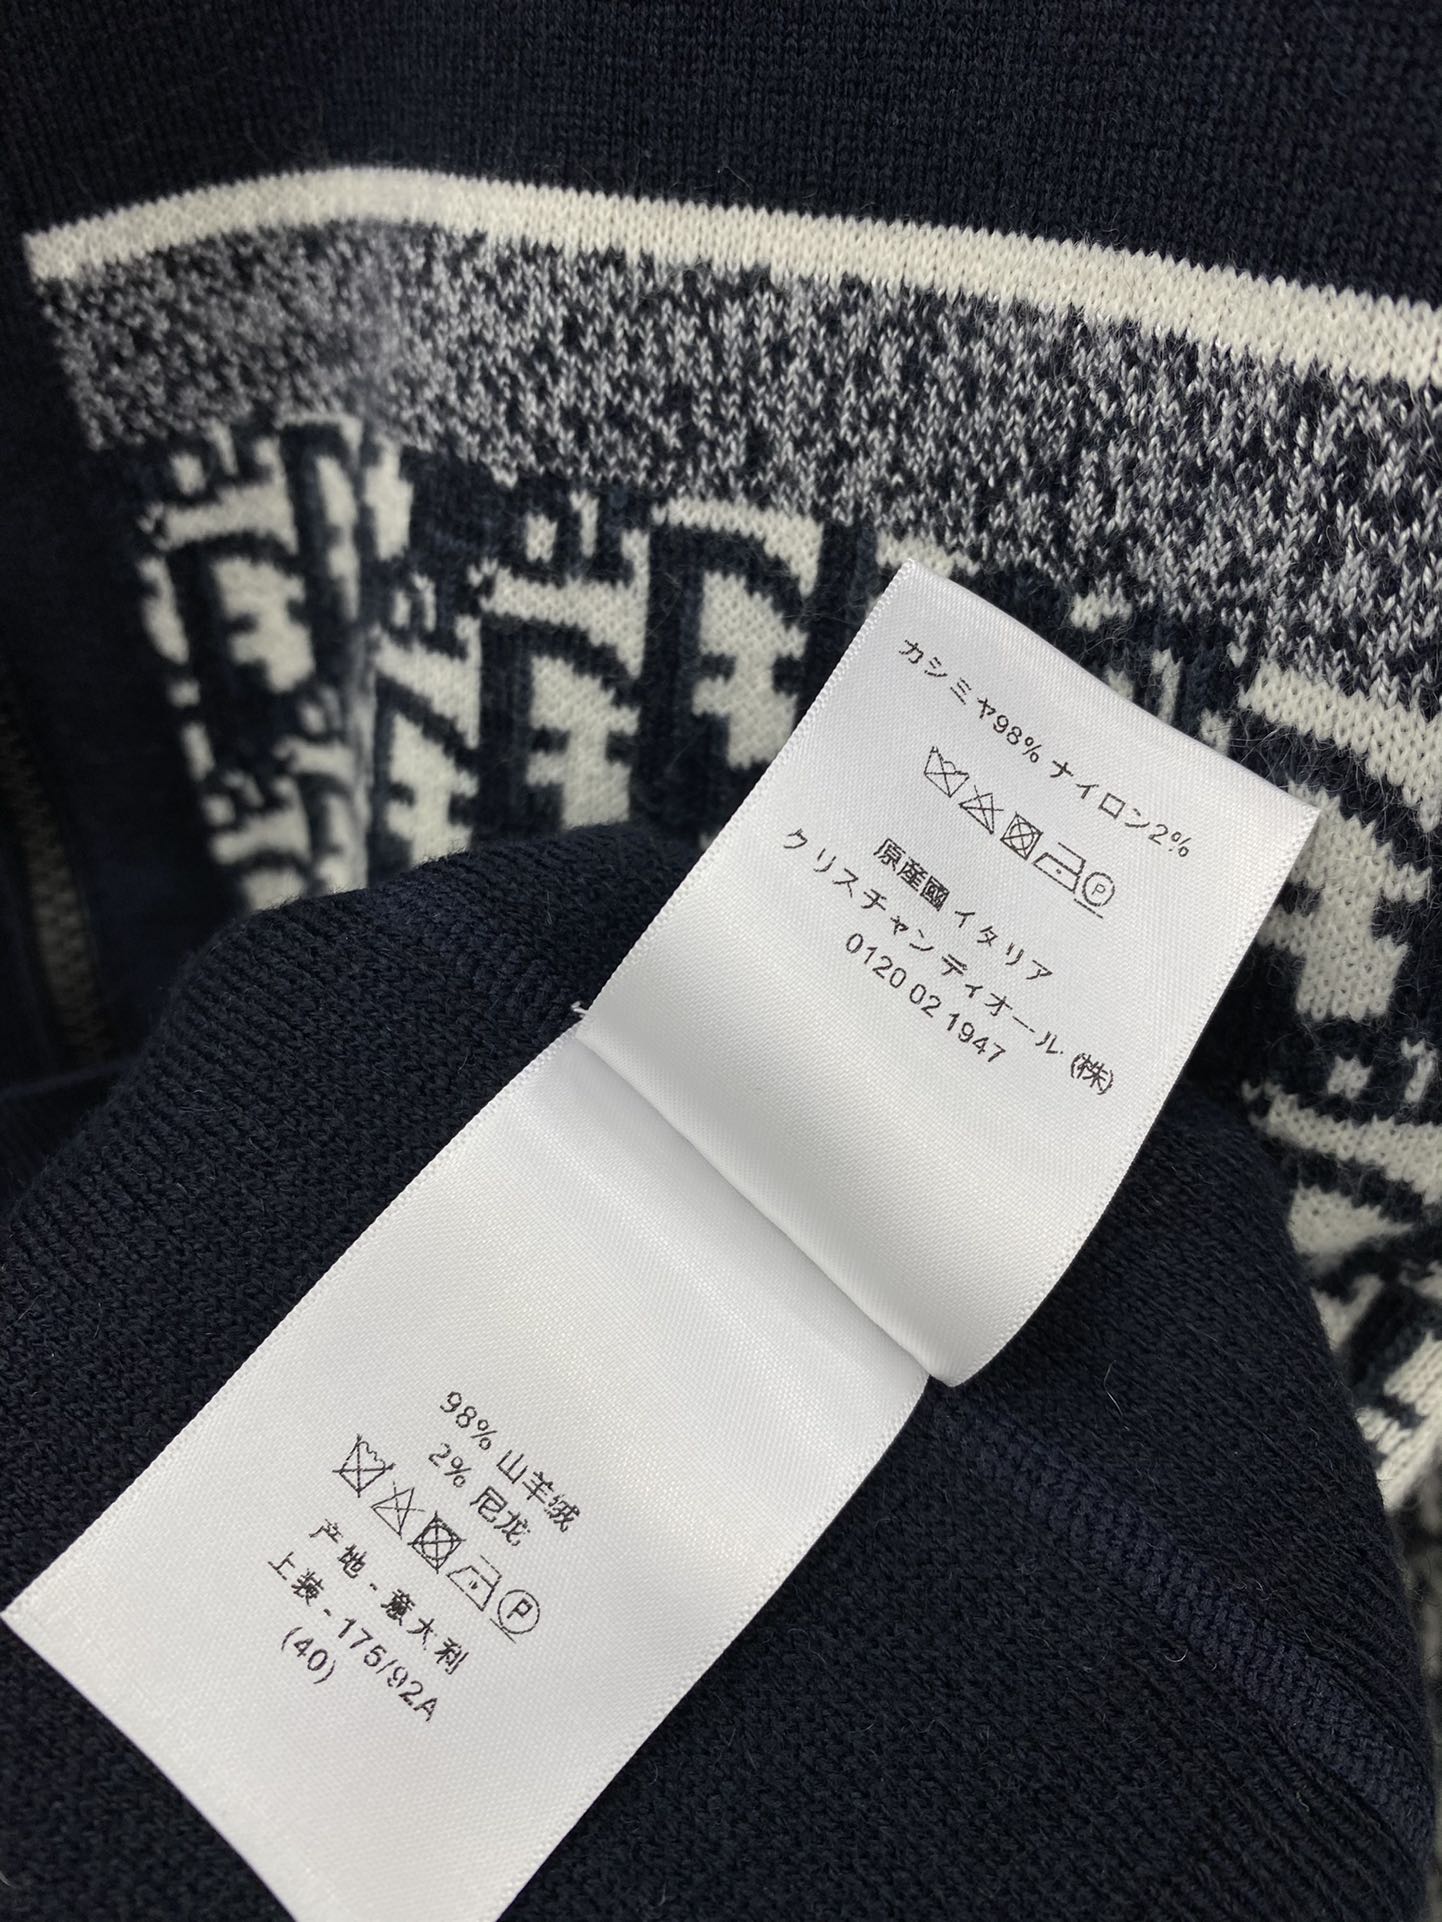 カシミヤ98% ナイロン2%
P
原産國 イタリア
クリスチャン ディオール (株)
0120 02 1947
98% 山羊绒
2% 尼龙
P
产地 - 意大利
上装 - 175/92A
(40)